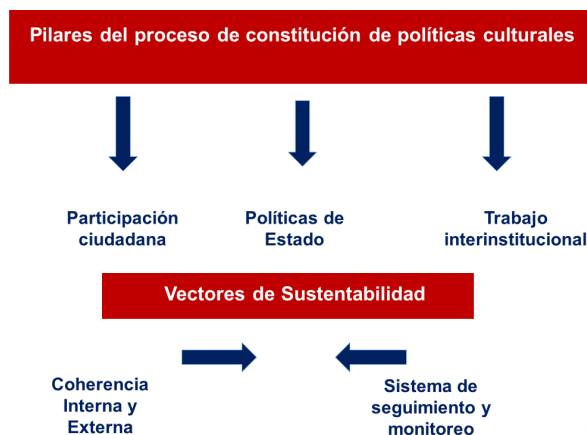 Pilares del proceso de constitución de políticas culturales
Participación
ciudadana
Políticas de
Estado
Trabajo
interinstitucional
Vectores de Sustentabilidad
Coherencia
Interna y
Externa
Sistema de
seguimiento y
monitoreo